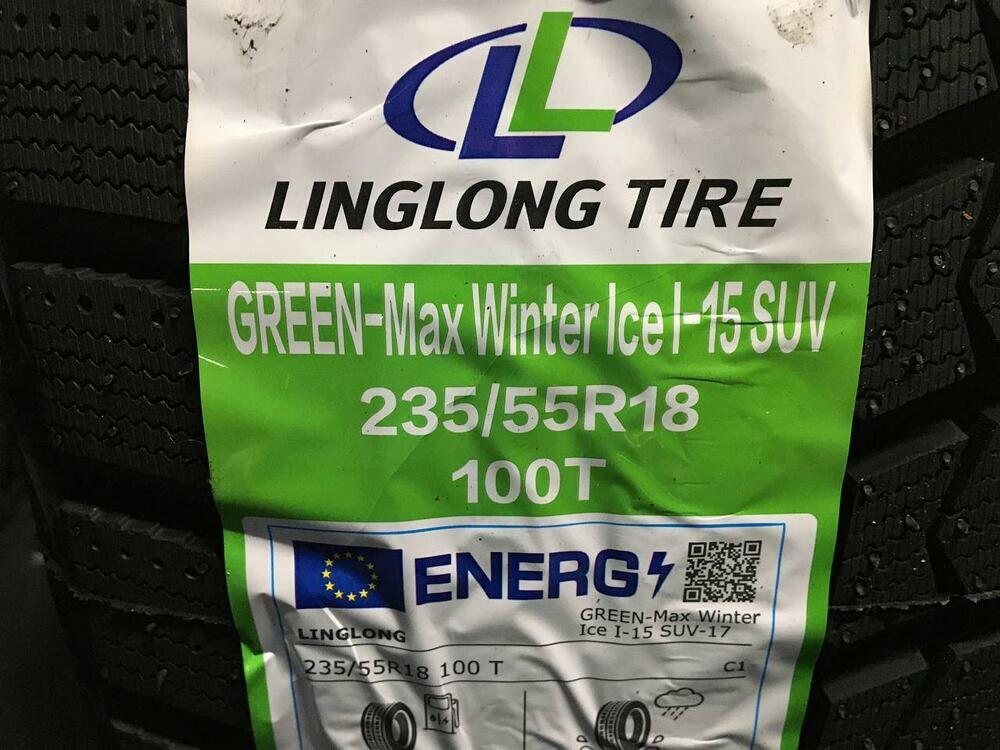 LL
LINGLONG TIRE
GREEN-Max Winter Ice I-15 SUV
235/55R18
100T
ENERG
LINGLONG
GREEN-Max Winter
Ice I-15 SUV-17
235/55R18 100 T
C1